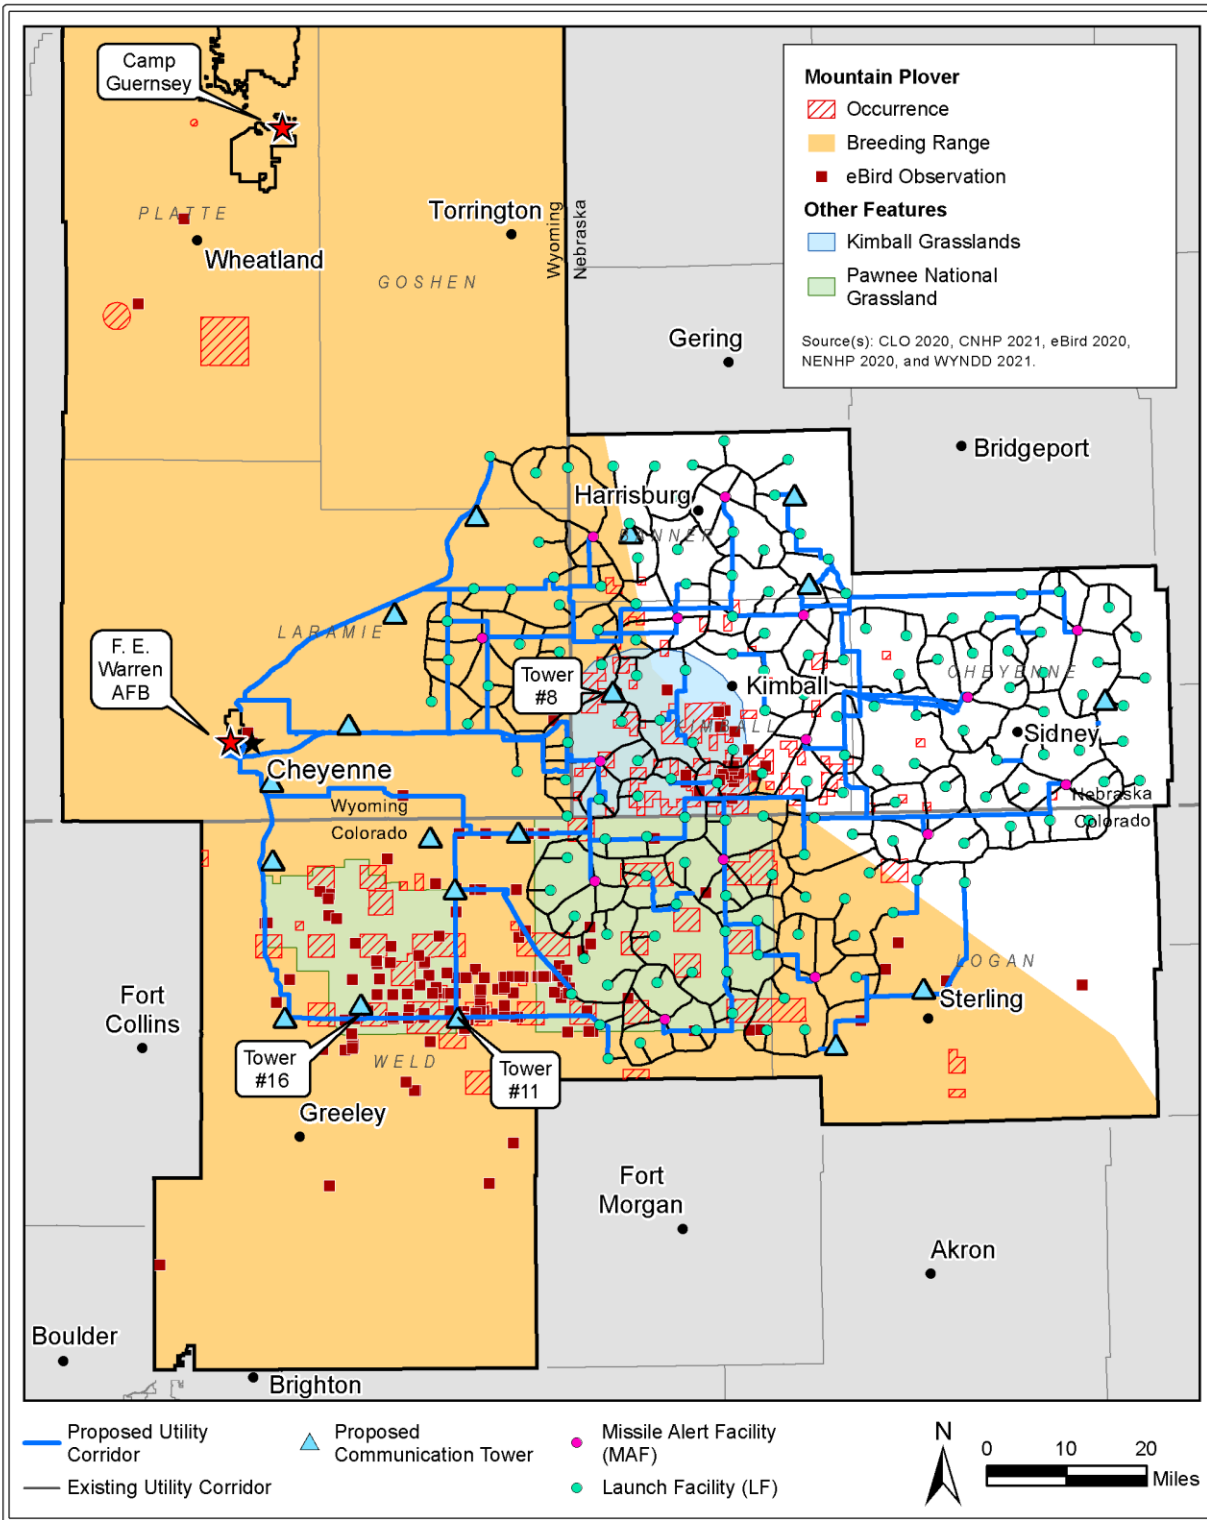 Camp
Guernsey
PLATTE
Wheatland
Torrington
GOSHEN
Wyoming
Nebraska
Gering
Mountain Plover
Occurrence
Breeding Range
eBird Observation
Other Features
Kimball Grasslands
Pawnee National
Grassland
Source(s): CLO 2020, CNHP 2021, eBird 2020,
NENHP 2020, and WYNDD 2021.
Bridgeport
Harrisburg
BANNER
LARAMIE
F. E.
Warren
AFB
Tower
#8
Kimball
KIMBALL
CHEYENNE
Sidney
Cheyenne
Wyoming
Colorado
Nebraska
Colorado
LOGAN
Sterling
Fort
Collins
Tower
#16
WELD
Tower
#11
Greeley
Fort
Morgan
Akron
Boulder
Brighton
Proposed Utility
Corridor
Existing Utility Corridor
Proposed
Communication Tower
Missile Alert Facility
(MAF)
Launch Facility (LF)
N
0 10 20
Miles